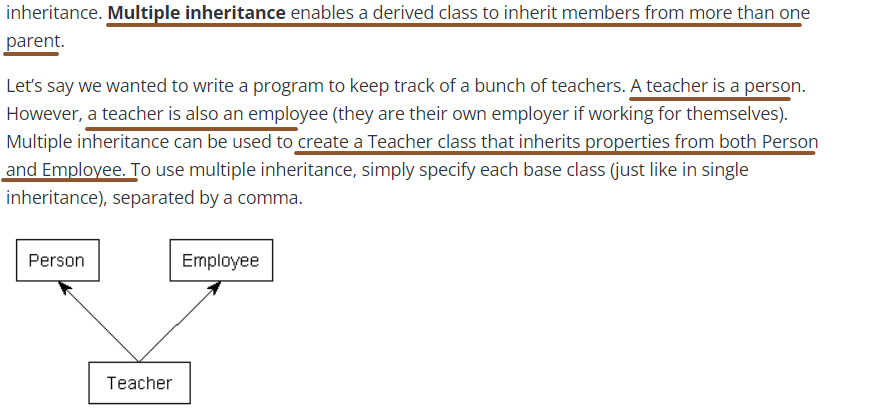 inheritance. Multiple inheritance enables a derived class to inherit members from more than one
parent.
Let’s say we wanted to write a program to keep track of a bunch of teachers. A teacher is a person.
However, a teacher is also an employee (they are their own employer if working for themselves).
Multiple inheritance can be used to create a Teacher class that inherits properties from both Person
and Employee. To use multiple inheritance, simply specify each base class (just like in single
inheritance), separated by a comma.
Person
Employee
Teacher